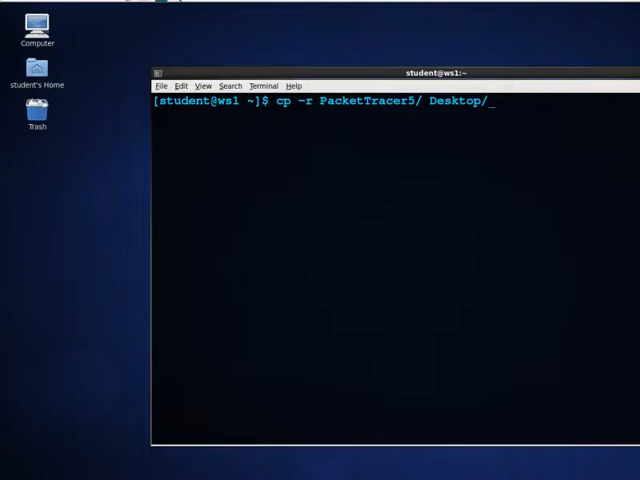 Computer
student's Home
Trash
student@ws1:~
File Edit View Search Terminal Help
[student@ws1 ~]$ cp -r PacketTracer5/ Desktop/_